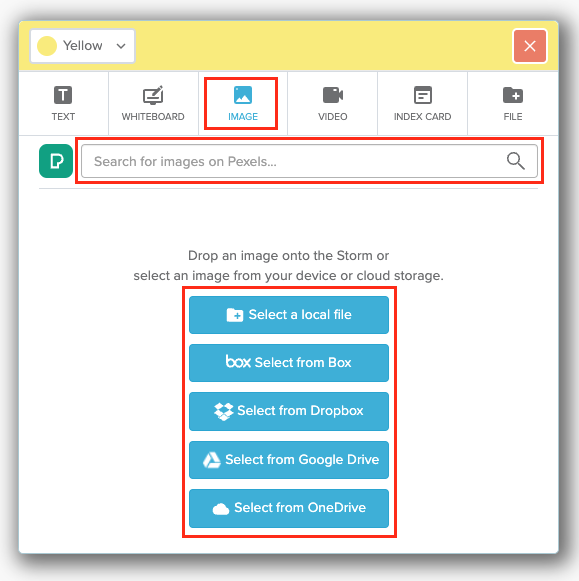 Yellow
TEXT
WHITEBOARD
IMAGE
VIDEO
INDEX CARD
FILE
Search for images on Pexels...
Drop an image onto the Storm or
select an image from your device or cloud storage.
Select a local file
box Select from Box
Select from Dropbox
Select from Google Drive
Select from OneDrive